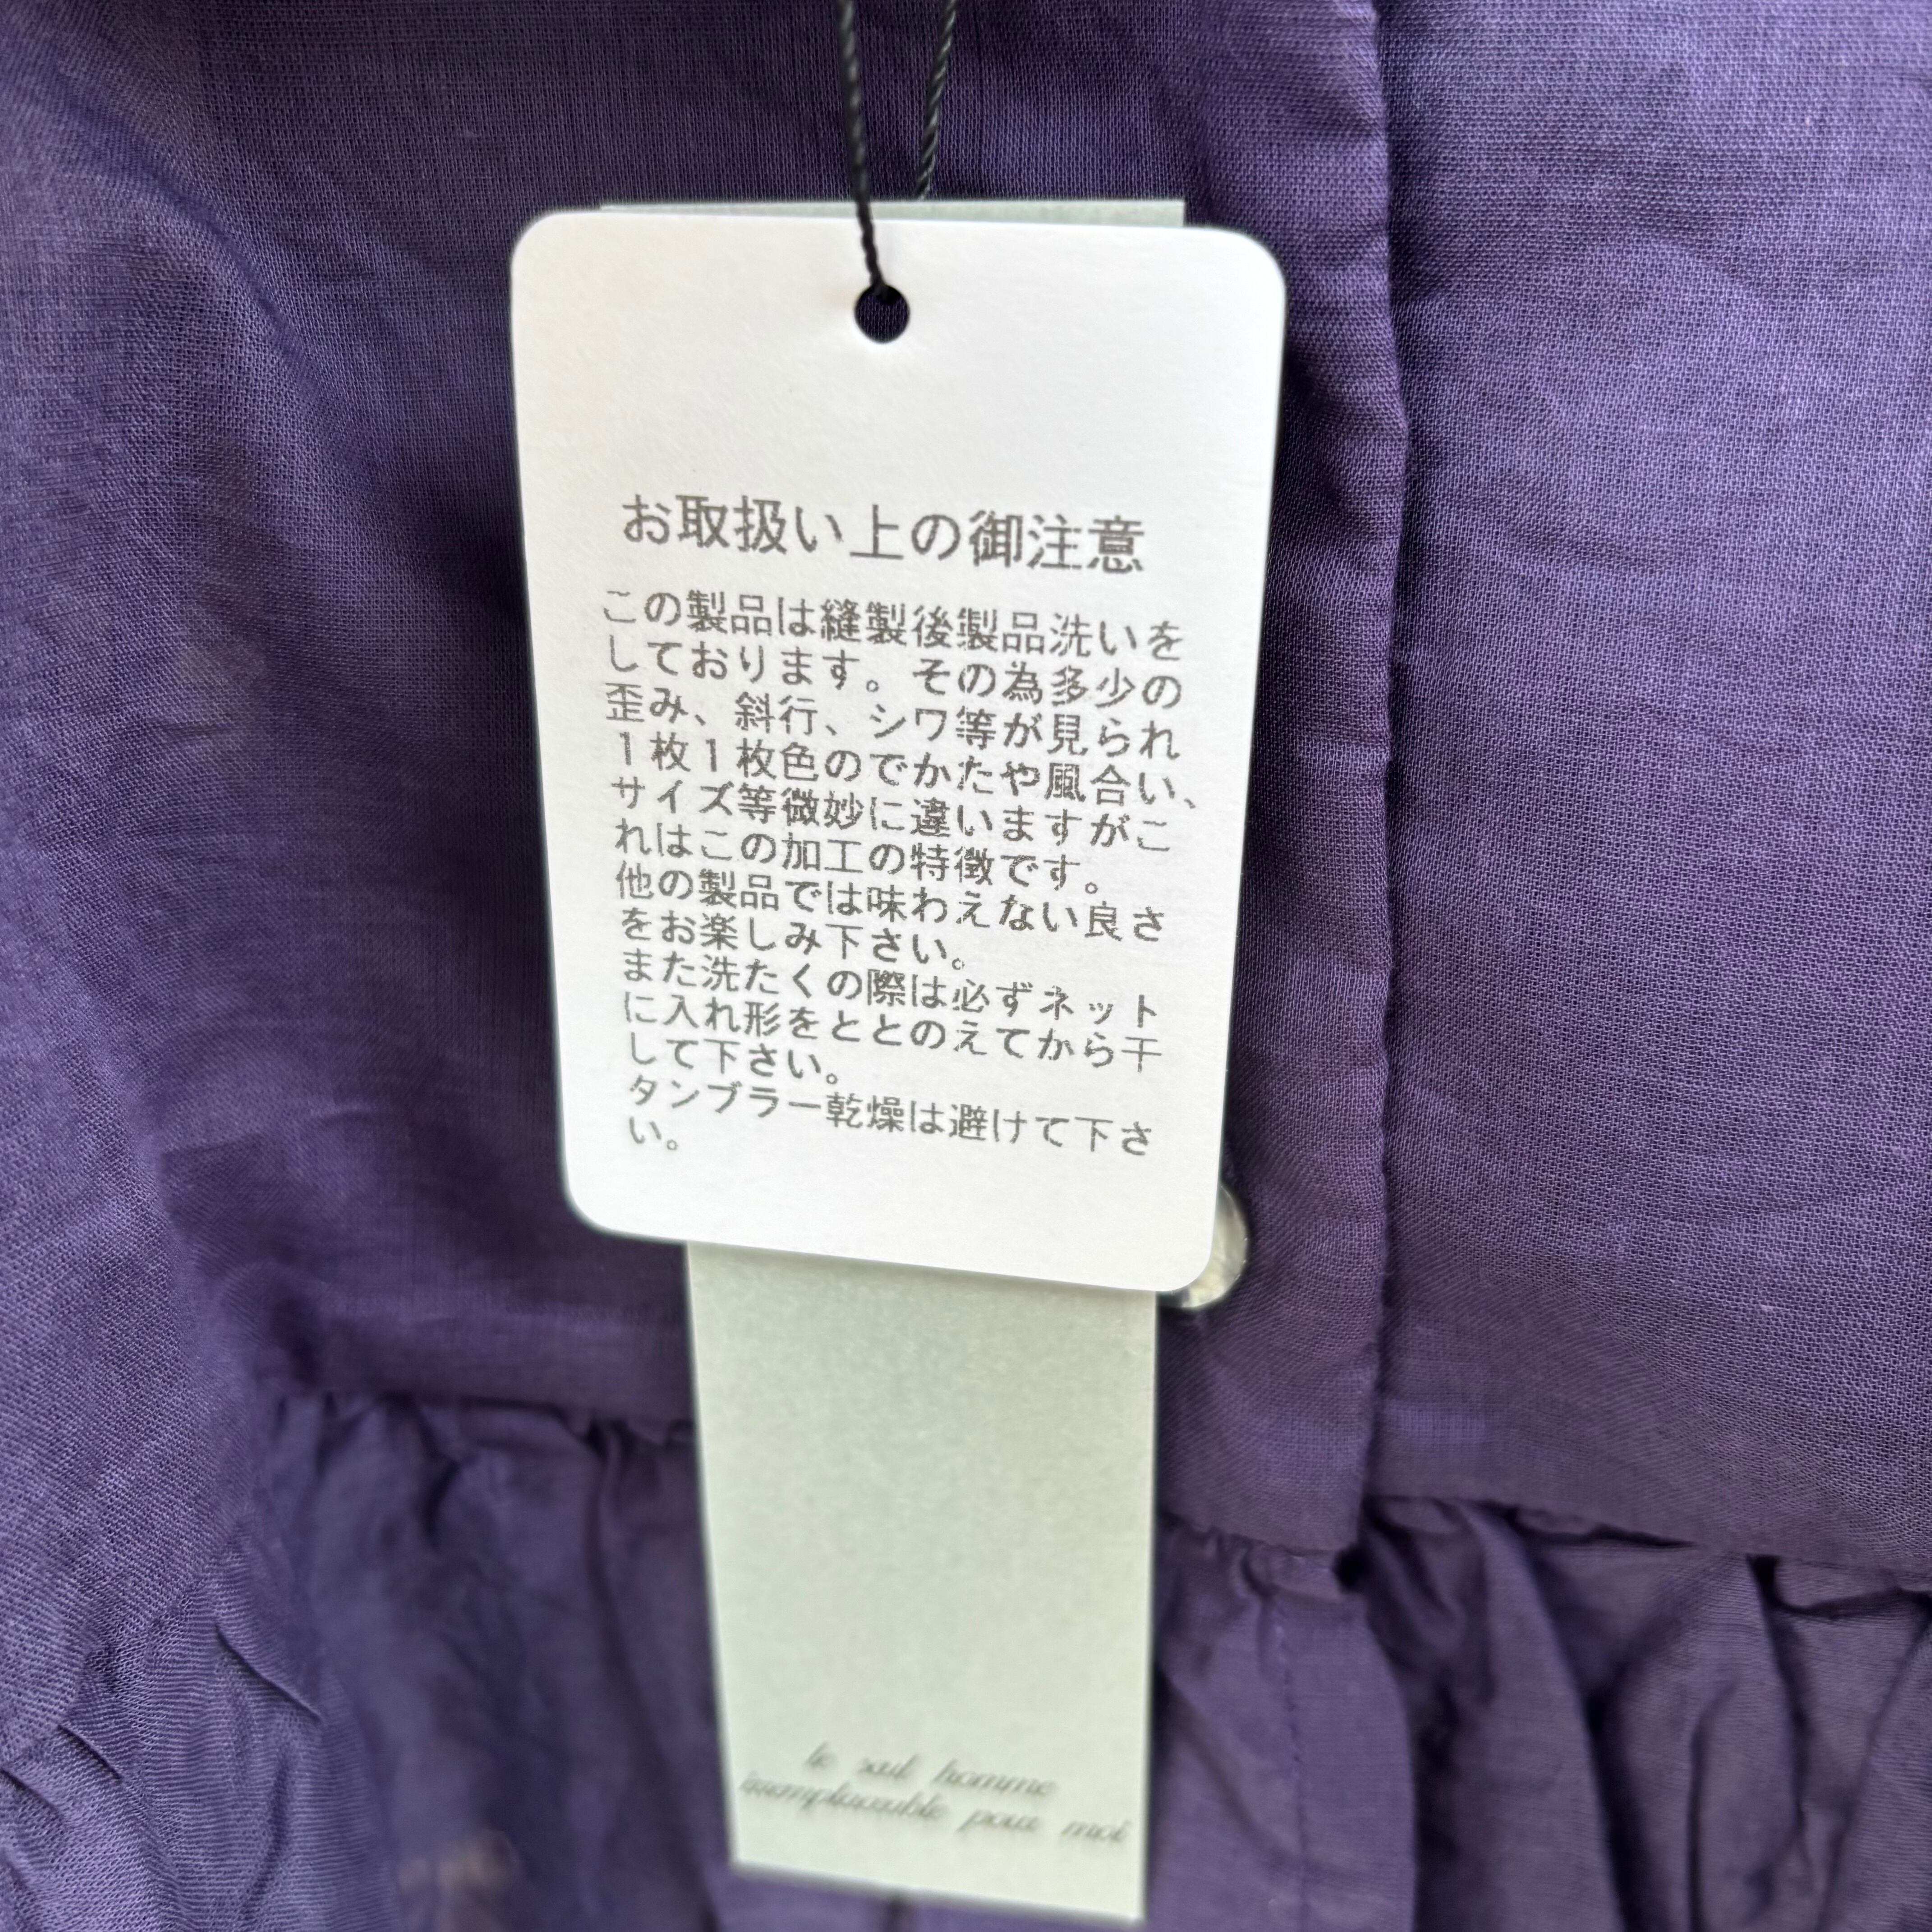 お取扱い上の御注意
この製品は縫製後製品洗いを
しております。その為多少の
歪み、斜行、シワ等が見られ
１枚１枚色のでかたや風合い、
サイズ等微妙に違いますがこ
れはこの加工の特徴です。
他の製品では味わえない良さ
をお楽しみ下さい。
また洗たくの際は必ずネット
に入れ形をととのえてから干
して下さい。
タンブラー乾燥は避けて下さ
い。
le seul homme
irremplaceable pour moi